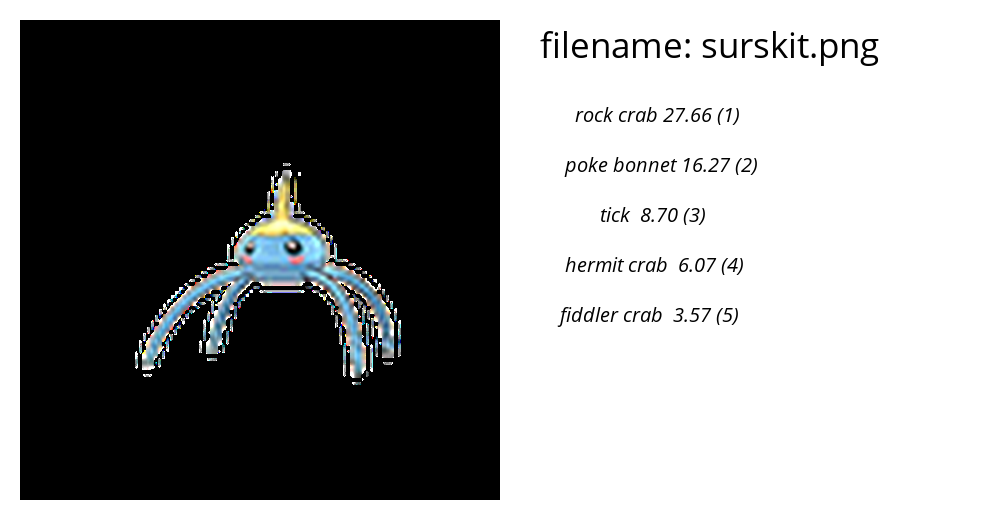 filename: surskit.png
rock crab 27.66 (1)
poke bonnet 16.27 (2)
tick  8.70 (3)
hermit crab  6.07 (4)
fiddler crab  3.57 (5)